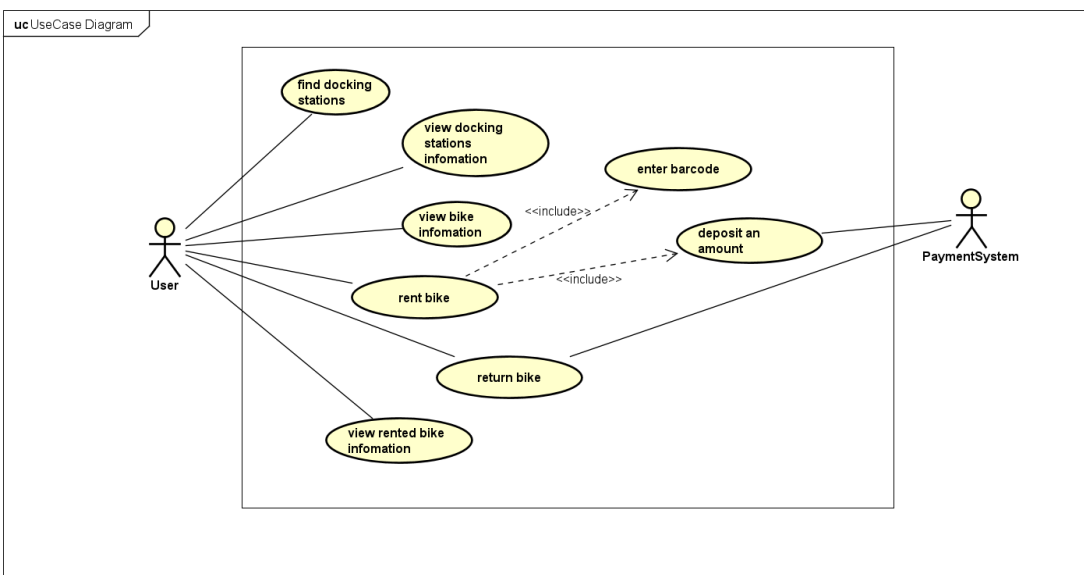 uc UseCase Diagram
find docking
stations
view docking
stations
infomation
enter barcode
<<include>>
view bike
infomation
deposit an
amount
PaymentSystem
<<include>>
User
rent bike
return bike
view rented bike
infomation